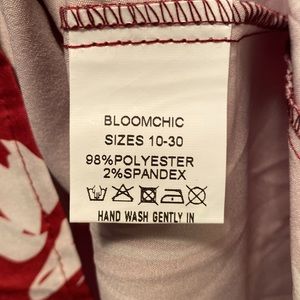 BLOOMCHIC
SIZES 10-30
98%POLYESTER
2%SPANDEX
HAND WASH GENTLY IN